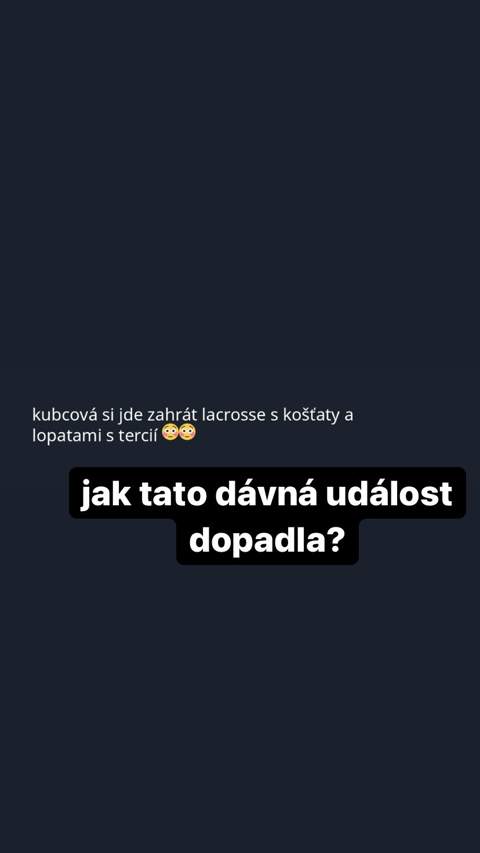 kubcová si jde zahrát lacrosse s košťaty a
lopatami s tercií 😳😳
jak tato dávná událost
dopadla?